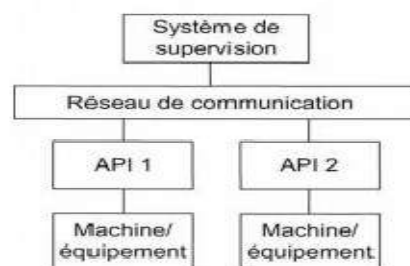 Système de
supervision
Réseau de communication
API 1
API 2
Machine/
équipement
Machine/
équipement